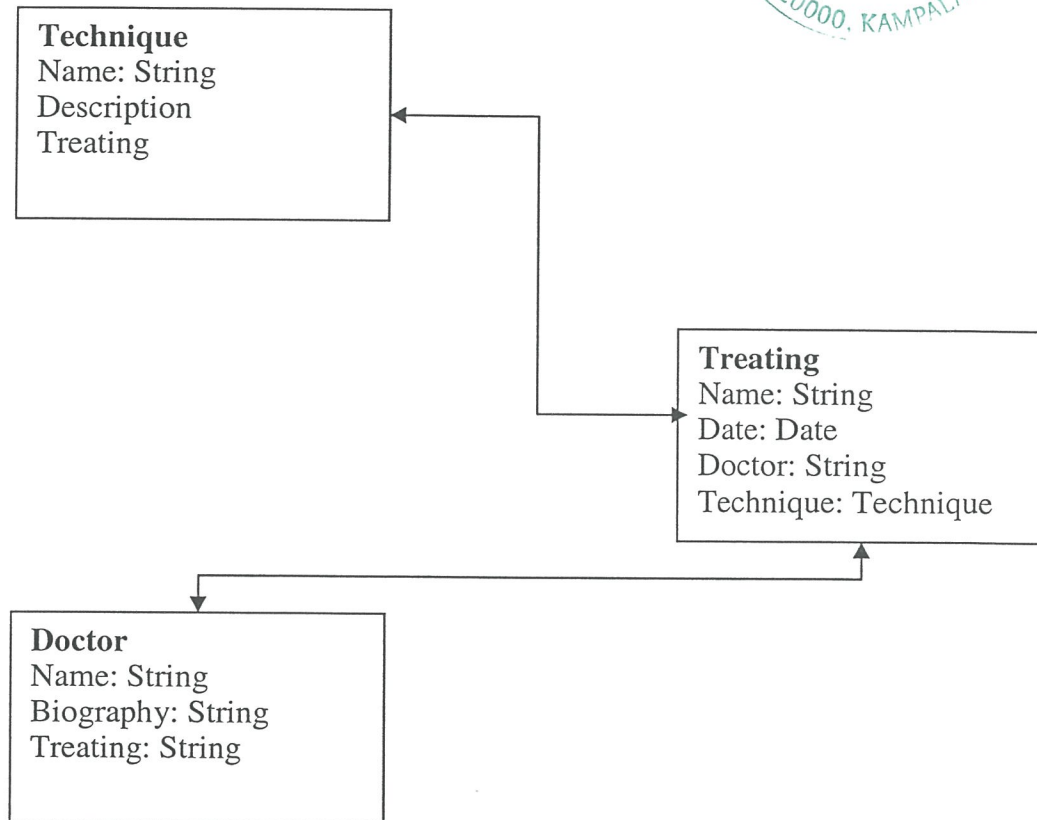 0000, KAMPALA
Technique
Name: String
Description
Treating
Treating
Name: String
Date: Date
Doctor: String
Technique: Technique
Doctor
Name: String
Biography: String
Treating: String